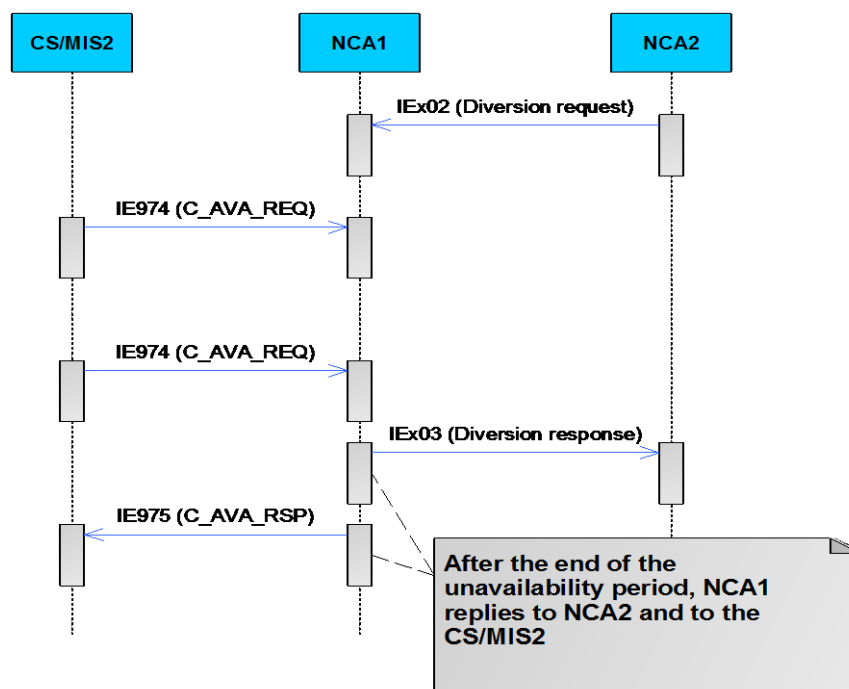 CS/MIS2
NCA1
NCA2
IEx02 (Diversion request)
IE974 (C_AVA_REQ)
IE974 (C_AVA_REQ)
IEx03 (Diversion response)
IE975 (C_AVA_RSP)
After the end of the
unavailability period, NCA1
replies to NCA2 and to the
CS/MIS2